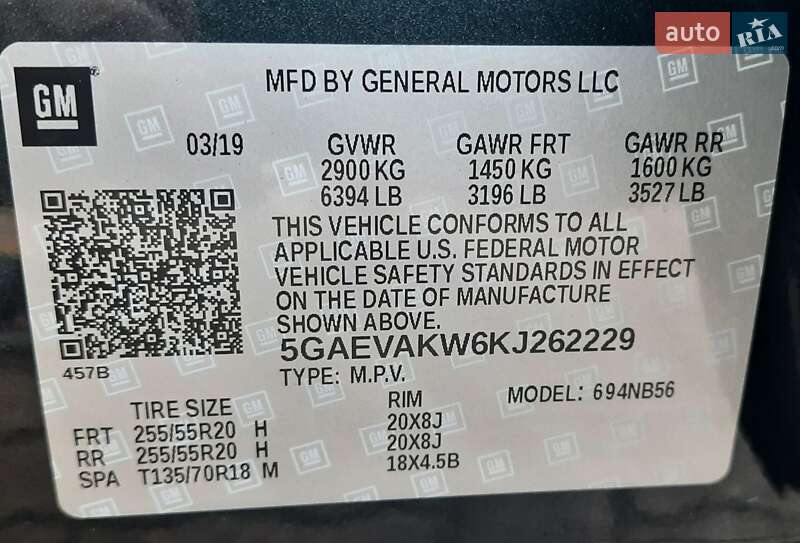 auto RIA
GM
MFD BY GENERAL MOTORS LLC
03/19 GVWR GAWR FRT GAWR RR
2900 KG 1450 KG 1600 KG
6394 LB 3196 LB 3527 LB
THIS VEHICLE CONFORMS TO ALL
APPLICABLE U.S. FEDERAL MOTOR
VEHICLE SAFETY STANDARDS IN EFFECT
ON THE DATE OF MANUFACTURE
SHOWN ABOVE.
5GAEVAKW6KJ262229
457B
TYPE: M.P.V. MODEL: 694NB56
TIRE SIZE RIM
FRT 255/55R20 H 20X8J
RR 255/55R20 H 20X8J
SPA T135/70R18 M 18X4.5B